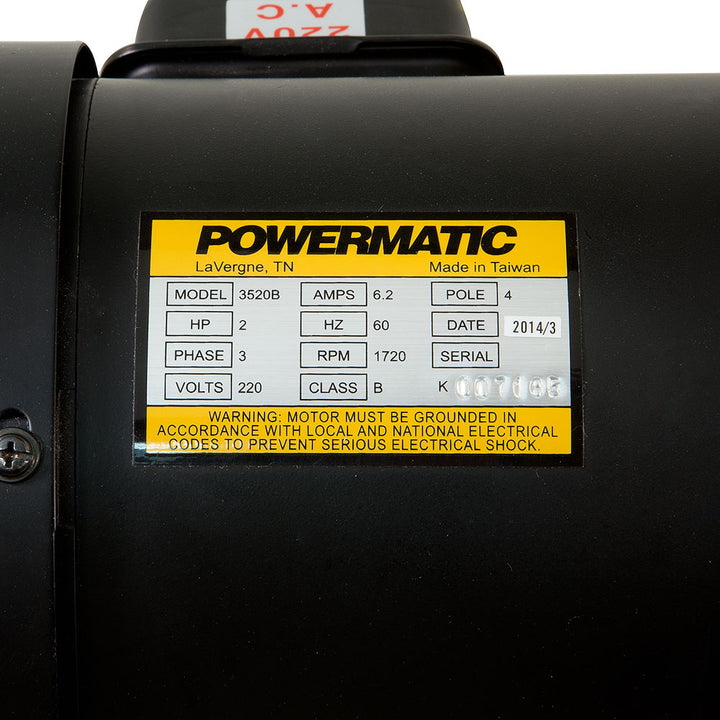 220V
A.C
POWERMATIC
LaVergne, TN Made in Taiwan
MODEL 3520B AMPS 6.2 POLE 4
HP 2 HZ 60 DATE 2014/3
PHASE 3 RPM 1720 SERIAL
VOLTS 220 CLASS B K
WARNING: MOTOR MUST BE GROUNDED IN
ACCORDANCE WITH LOCAL AND NATIONAL ELECTRICAL
CODES TO PREVENT SERIOUS ELECTRICAL SHOCK.